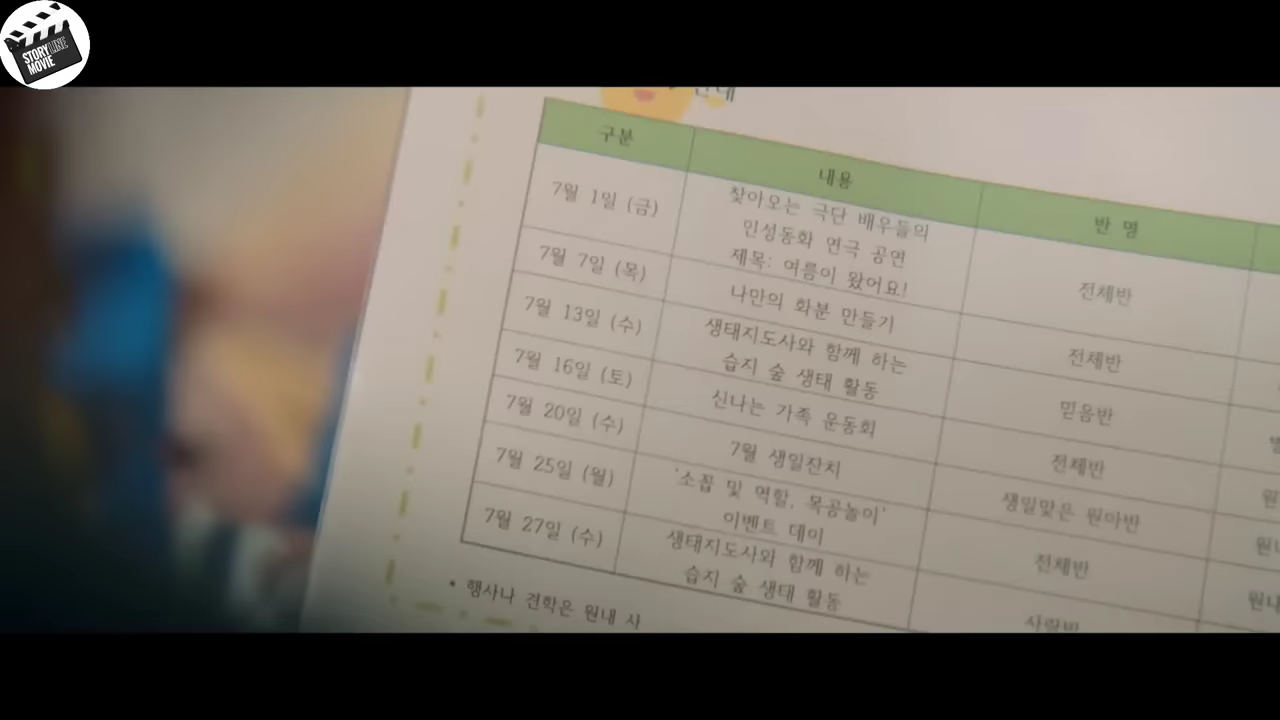 STORYLINE
MOVIE
안내
구분 내용 반 명
7월 1일 (금) 찾아오는 극단 배우들의
인성동화 연극 공연
제목: 여름이 왔어요! 전체반
7월 7일 (목) 나만의 화분 만들기 전체반
7월 13일 (수) 생태지도사와 함께 하는
습지 숲 생태 활동 믿음반
7월 16일 (토) 신나는 가족 운동회 전체반
7월 20일 (수) 7월 생일잔치 생일맞은 원아반
7월 25일 (월) '소꿉 및 역할, 목공놀이'
이벤트 데이 전체반
7월 27일 (수) 생태지도사와 함께 하는
습지 숲 생태 활동 사랑반
• 행사나 견학은 원내 사